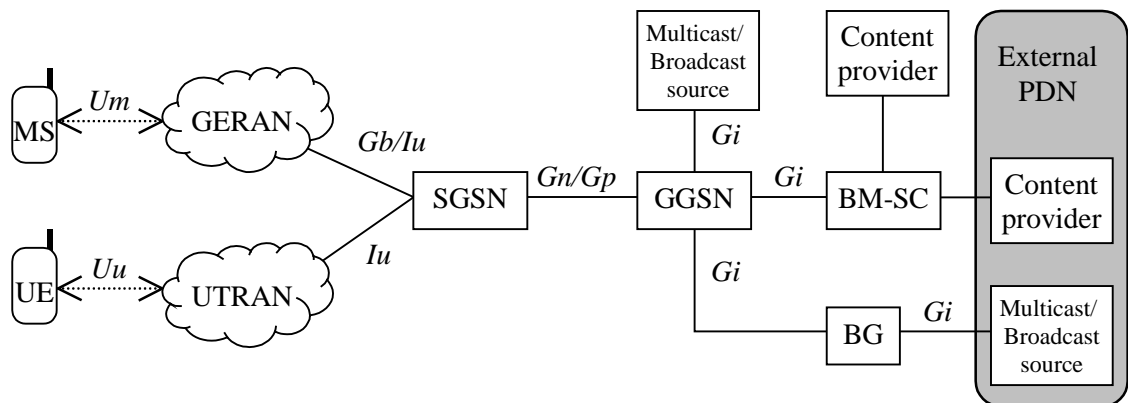 Multicast/
Broadcast
source
Content
provider
External
PDN
MS
Um
GERAN
Gb/Iu
Gi
SGSN
Gn/Gp
GGSN
Gi
BM-SC
Content
provider
UE
Uu
UTRAN
Iu
Gi
BG
Gi
Multicast/
Broadcast
source